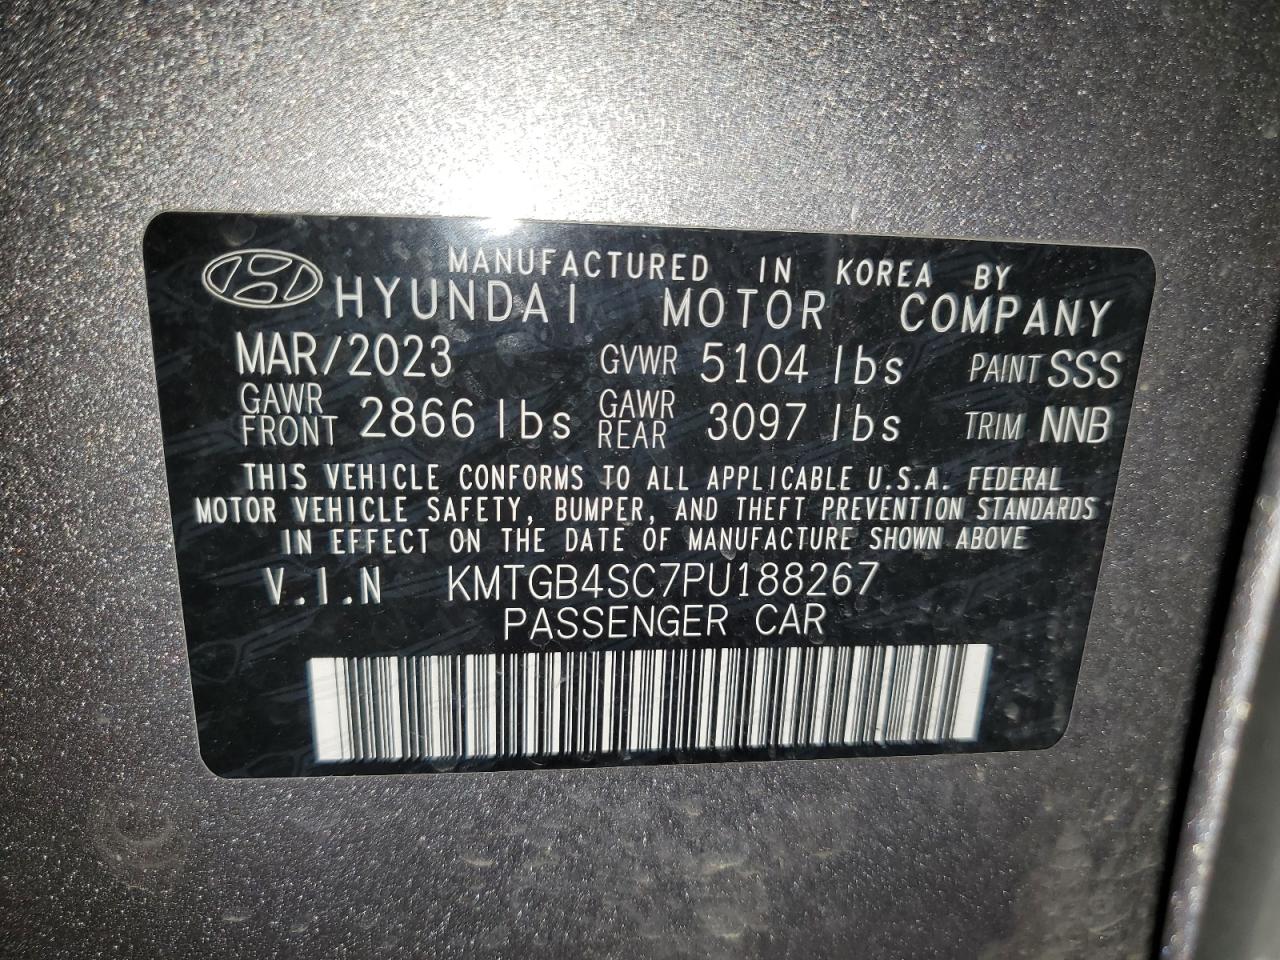 MANUFACTURED IN KOREA BY
HYUNDAI MOTOR COMPANY
MAR/2023 GVWR 5104 lbs PAINT SSS
GAWR FRONT 2866 lbs GAWR REAR 3097 lbs TRIM NNB
THIS VEHICLE CONFORMS TO ALL APPLICABLE U.S.A. FEDERAL
MOTOR VEHICLE SAFETY, BUMPER, AND THEFT PREVENTION STANDARDS
IN EFFECT ON THE DATE OF MANUFACTURE SHOWN ABOVE
V.I.N KMTGB4SC7PU188267
PASSENGER CAR